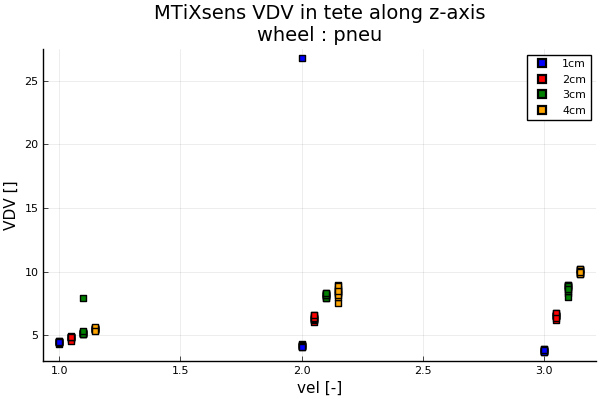 MTiXsens VDV in tete along z-axis
wheel : pneu
1cm
2cm
3cm
4cm
VDV []
25
20
15
10
5
1.0
1.5
2.0
2.5
3.0
vel [-]